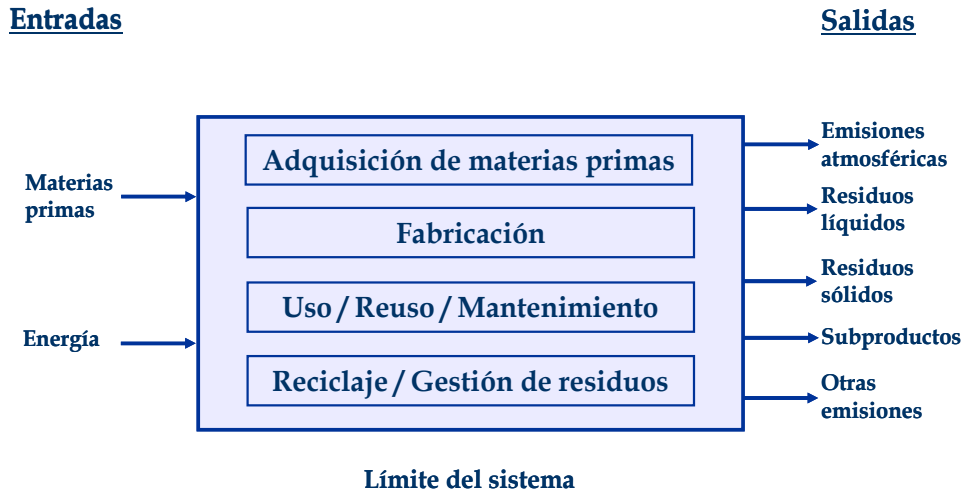 Entradas
Salidas
Materias
primas
Energía
Adquisición de materias primas
Fabricación
Uso / Reuso / Mantenimiento
Reciclaje / Gestión de residuos
Emisiones
atmosféricas
Residuos
líquidos
Residuos
sólidos
Subproductos
Otras
emisiones
Límite del sistema